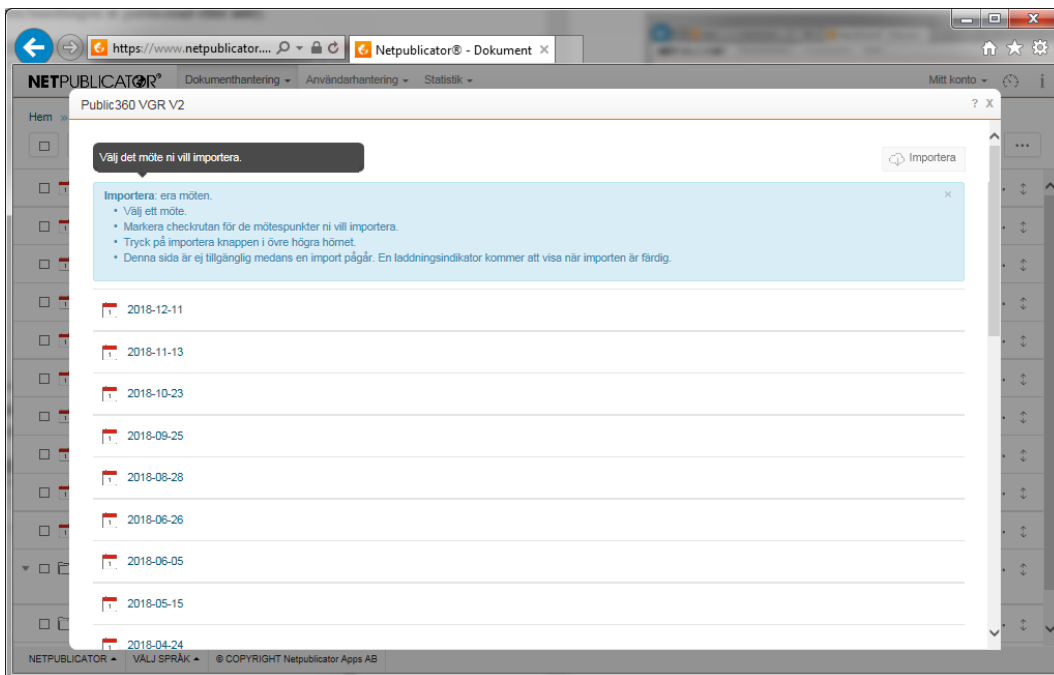 https://www.netpublicator....
Netpublicator® - Dokument
NETPUBLICATOR®
Dokumenthantering
Användarhantering
Statistik
Mitt konto
Public360 VGR V2
? X
Hem »
Välj det möte ni vill importera.
Importera
Importera: era möten.
• Välj ett möte.
• Markera checkrutan för de mötespunkter ni vill importera.
• Tryck på importera knappen i övre högra hörnet.
• Denna sida är ej tillgänglig medans en import pågår. En laddningsindikator kommer att visa när importen är färdig.
2018-12-11
2018-11-13
2018-10-23
2018-09-25
2018-08-28
2018-06-26
2018-06-05
2018-05-15
2018-04-24
NETPUBLICATOR
VÄLJ SPRÅK
© COPYRIGHT Netpublicator Apps AB